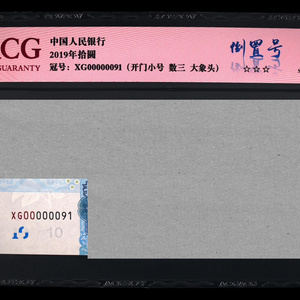 CG
GUARANTY
中国人民银行
2019年拾圆
冠号：XG00000091（开门小号 数三 大象头）
倒置号
☆☆☆
XG00000091
10